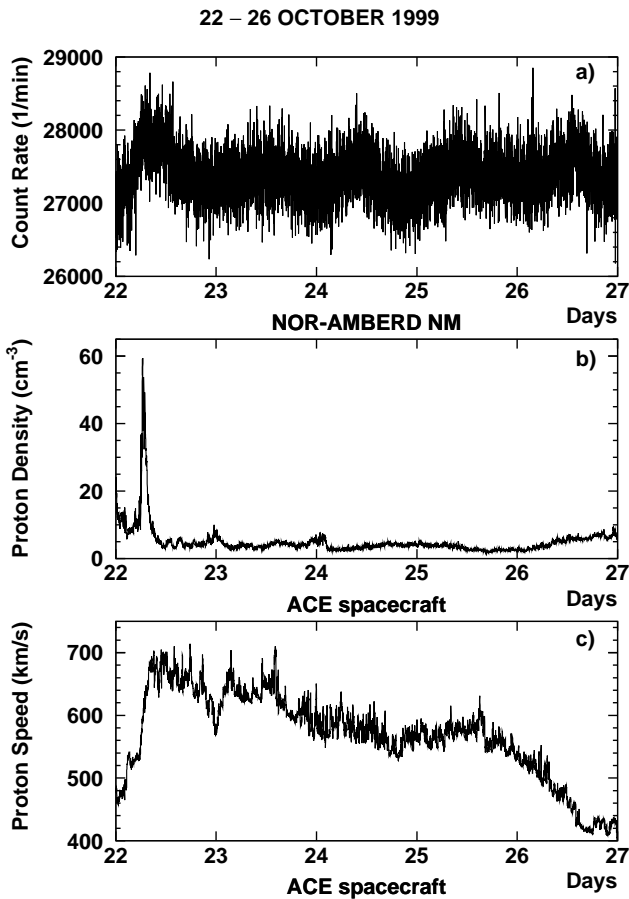 22 – 26 OCTOBER 1999
Count Rate (1/min)
29000
28000
27000
26000
a)
22 23 24 25 26 27
NOR-AMBERD NM
Days
Proton Density (cm-3)
60
40
20
0
b)
22 23 24 25 26 27
ACE spacecraft
Days
Proton Speed (km/s)
700
600
500
400
c)
22 23 24 25 26 27
ACE spacecraft
Days